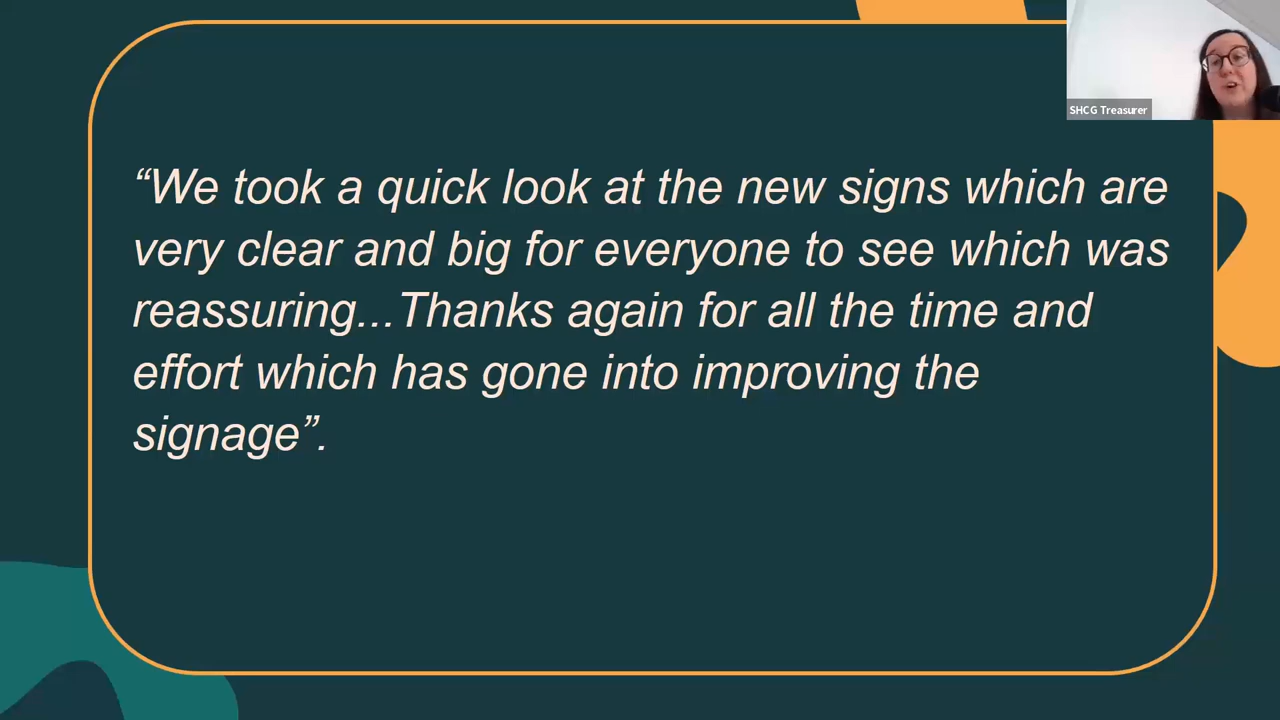 “We took a quick look at the new signs which are
very clear and big for everyone to see which was
reassuring...Thanks again for all the time and
effort which has gone into improving the
signage”.
SHCG Treasurer